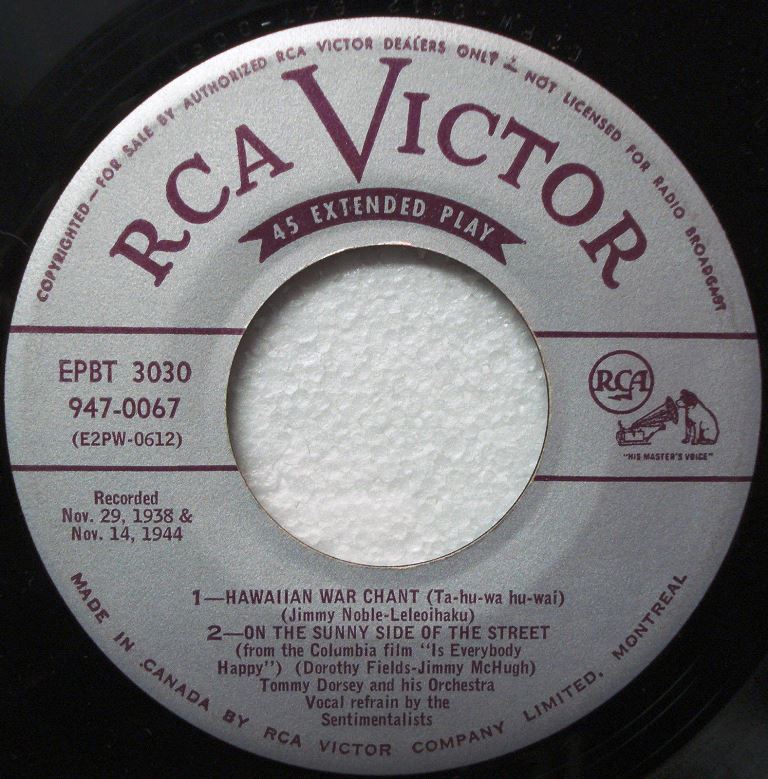 COPYRIGHTED — FOR SALE BY AUTHORIZED RCA VICTOR DEALERS ONLY — NOT LICENSED FOR RADIO BROADCAST
RCA VICTOR
45 EXTENDED PLAY
EPBT 3030
947-0067
(E2PW-0612)
RCA
"HIS MASTER'S VOICE"
Recorded
Nov. 29, 1938 &
Nov. 14, 1944
1—HAWAIIAN WAR CHANT (Ta-hu-wa hu-wai)
(Jimmy Noble-Leleoihaku)
2—ON THE SUNNY SIDE OF THE STREET
(from the Columbia film "Is Everybody
Happy") (Dorothy Fields-Jimmy McHugh)
Tommy Dorsey and his Orchestra
Vocal refrain by the
Sentimentalists
MADE IN CANADA BY RCA VICTOR COMPANY LIMITED, MONTREAL